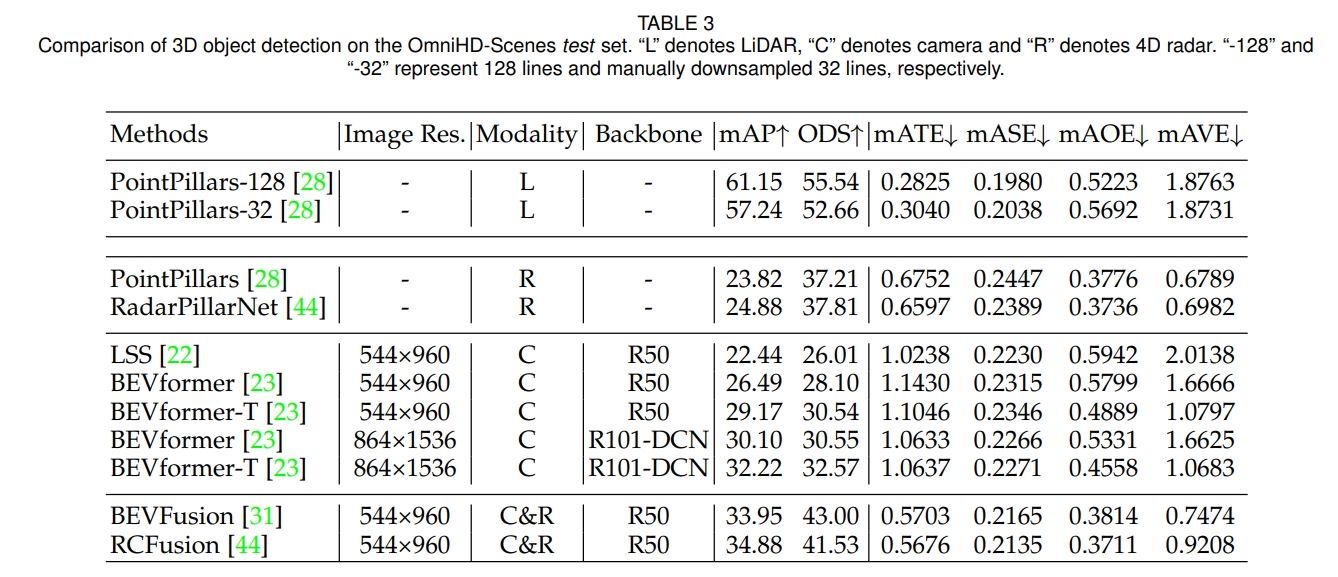 TABLE 3
Comparison of 3D object detection on the OmniHD-Scenes test set. “L” denotes LiDAR, “C” denotes camera and “R” denotes 4D radar. “-128” and
“-32” represent 128 lines and manually downsampled 32 lines, respectively.
Methods Image Res. Modality Backbone mAP↑ ODS↑ mATE↓ mASE↓ mAOE↓ mAVE↓
PointPillars-128 [28] - L - 61.15 55.54 0.2825 0.1980 0.5223 1.8763
PointPillars-32 [28] - L - 57.24 52.66 0.3040 0.2038 0.5692 1.8731
PointPillars [28] - R - 23.82 37.21 0.6752 0.2447 0.3776 0.6789
RadarPillarNet [44] - R - 24.88 37.81 0.6597 0.2389 0.3736 0.6982
LSS [22] 544×960 C R50 22.44 26.01 1.0238 0.2230 0.5942 2.0138
BEVformer [23] 544×960 C R50 26.49 28.10 1.1430 0.2315 0.5799 1.6666
BEVformer-T [23] 544×960 C R50 29.17 30.54 1.1046 0.2346 0.4889 1.0797
BEVformer [23] 864×1536 C R101-DCN 30.10 30.55 1.0633 0.2266 0.5331 1.6625
BEVformer-T [23] 864×1536 C R101-DCN 32.22 32.57 1.0637 0.2271 0.4558 1.0683
BEVFusion [31] 544×960 C&R R50 33.95 43.00 0.5703 0.2165 0.3814 0.7474
RCFusion [44] 544×960 C&R R50 34.88 41.53 0.5676 0.2135 0.3711 0.9208